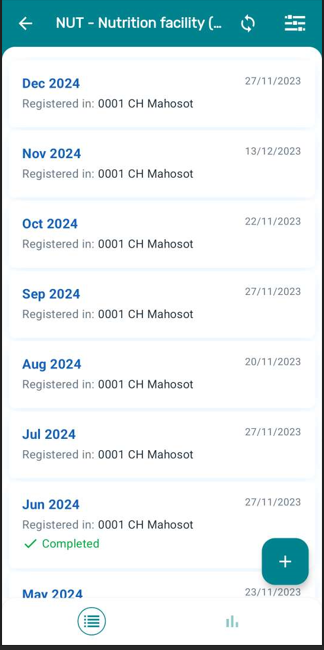 NUT - Nutrition facility (...
Dec 2024 27/11/2023
Registered in: 0001 CH Mahosot
Nov 2024 13/12/2023
Registered in: 0001 CH Mahosot
Oct 2024 22/11/2023
Registered in: 0001 CH Mahosot
Sep 2024 27/11/2023
Registered in: 0001 CH Mahosot
Aug 2024 20/11/2023
Registered in: 0001 CH Mahosot
Jul 2024 27/11/2023
Registered in: 0001 CH Mahosot
Jun 2024 27/11/2023
Registered in: 0001 CH Mahosot
Completed
May 2024 23/11/2023